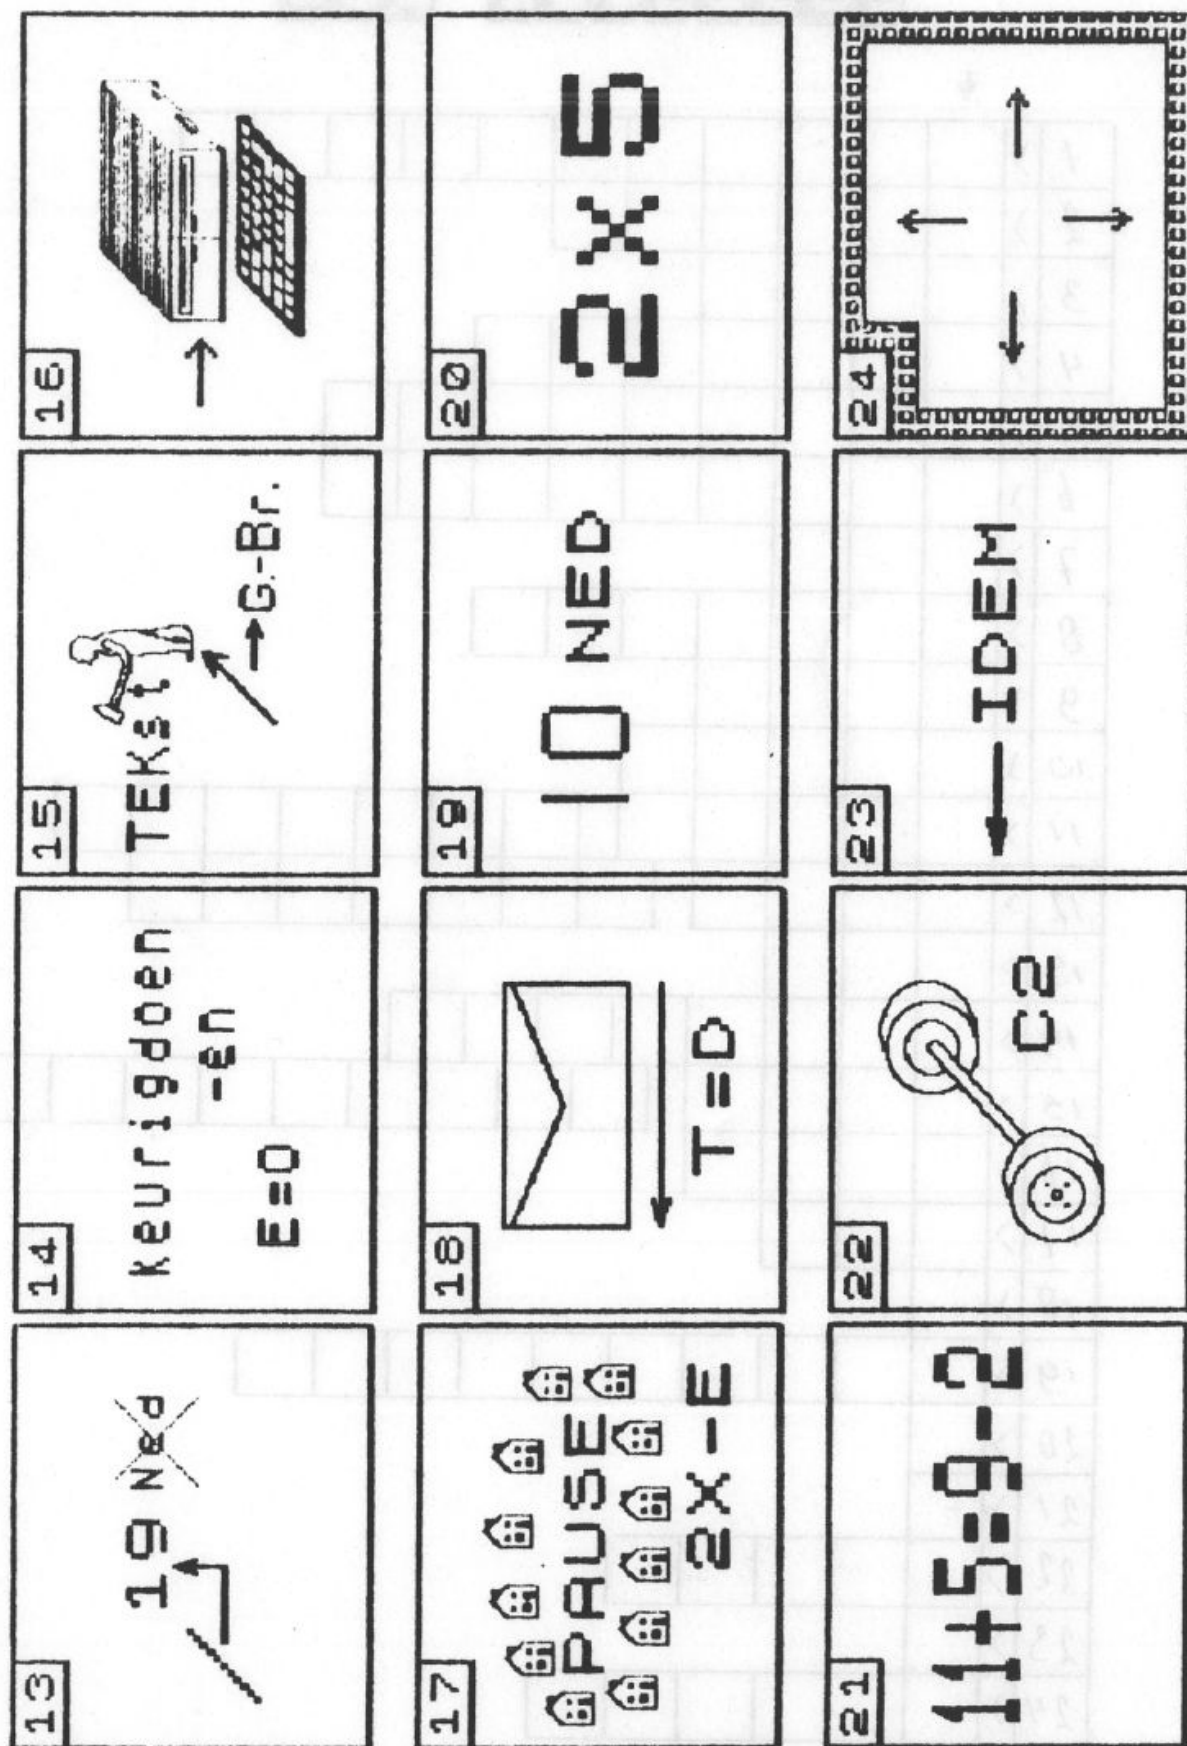 13
19 Ned
14
Keurigdoen
-en
E=O
15
TEKst.
G.-Br.
16
17
PAUSE
2X-E
18
T=D
19
10 NED
20
2x5
21
11+5=9-2
22
C2
23
IDEM
24